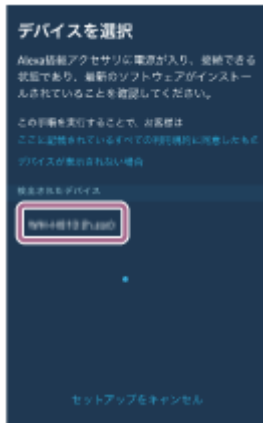 デバイスを選択
Alexa搭載アクセサリに電源が入り、接続できる
状態であり、最新のソフトウェアがインストー
ルされていることを確認してください。
この手順を実行することで、お客様は
ここに記載されているすべての利用規約に同意したもの
デバイスが表示されない場合
検出されたデバイス
セットアップをキャンセル